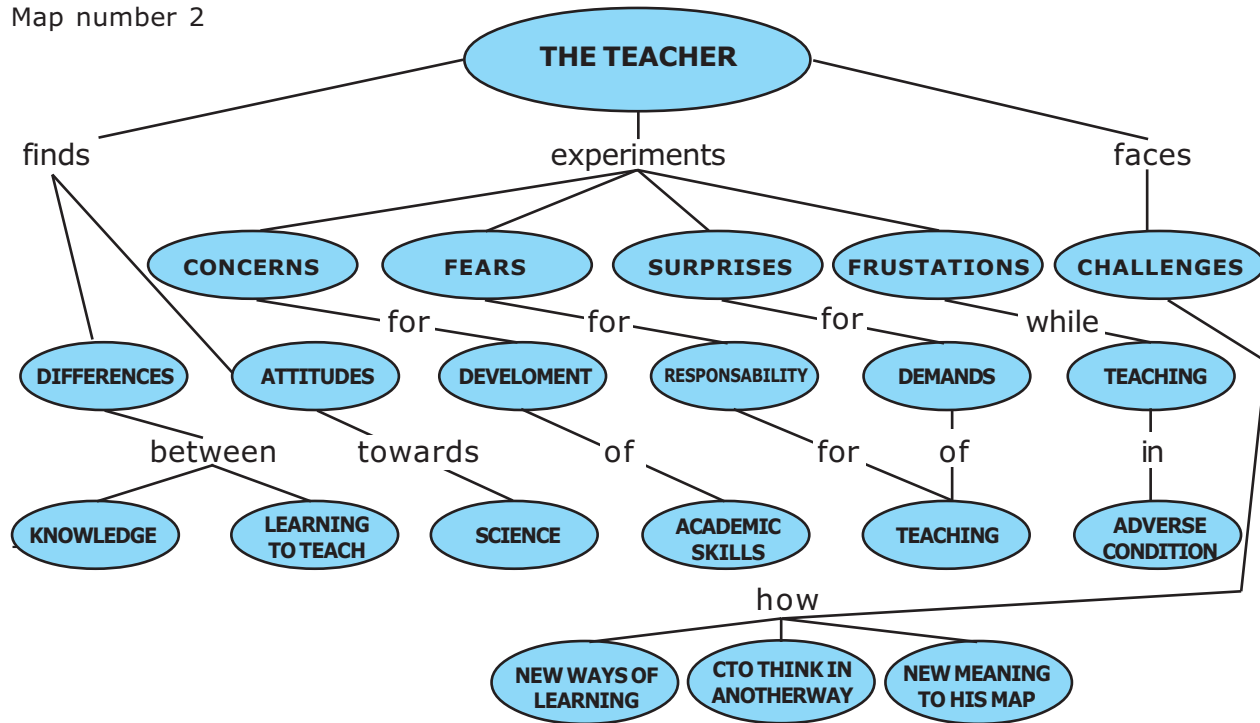 Map number 2
THE TEACHER
finds
experiments
faces
CONCERNS
FEARS
SURPRISES
FRUSTATIONS
CHALLENGES
for
for
for
while
DIFFERENCES
ATTITUDES
DEVELOMENT
RESPONSABILITY
DEMANDS
TEACHING
between
towards
of
for
of
in
KNOWLEDGE
LEARNING
TO TEACH
SCIENCE
ACADEMIC
SKILLS
TEACHING
ADVERSE
CONDITION
how
NEW WAYS OF
LEARNING
CTO THINK IN
ANOTHERWAY
NEW MEANING
TO HIS MAP